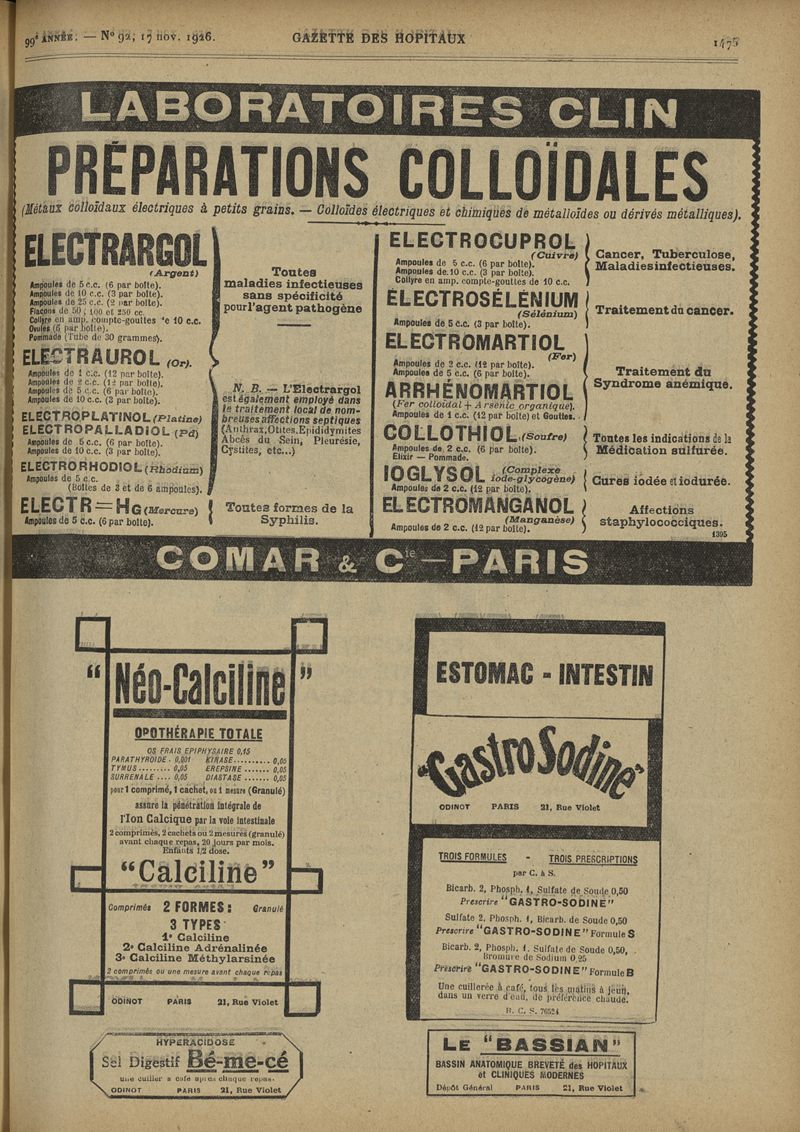 99e ANNÉE. — No 92, 17 nov. 1926. GAZETTE DES HOPITAUX 1475
LABORATOIRES CLIN
PRÉPARATIONS COLLOÏDALES
(Métaux colloïdaux électriques à petits grains. — Colloïdes électriques et chimiques de métalloïdes ou dérivés métalliques).
ELECTRARGOL
(Argent)
Ampoules de 5 c.c. (6 par boîte).
Ampoules de 10 c.c. (3 par boîte).
Ampoules de 25 c.c. (2 par boîte).
Flacons de 50, 100 et 250 cc.
Collyre en amp. compte-gouttes de 10 c.c.
Ovules (6 par boîte).
Pommade (Tube de 30 grammes).
ELECTRAUROL (Or).
Ampoules de 1 c.c. (12 par boîte).
Ampoules de 2 c.c. (12 par boîte).
Ampoules de 5 c.c. (6 par boîte).
Ampoules de 10 c.c. (3 par boîte).
ELECTROPLATINOL (Platine)
ELECTROPALLADIOL (Pd)
Ampoules de 5 c.c. (6 par boîte).
Ampoules de 10 c.c. (3 par boîte).
ELECTRORHODIOL (Rhodium)
Ampoules de 5 c.c.
(Boîtes de 3 et de 6 ampoules).
ELECTR=HG (Mercure)
Ampoules de 5 c.c. (6 par boîte).
Toutes
maladies infectieuses
sans spécificité
pour l'agent pathogène
N. B. — L'Electrargol
est également employé dans
le traitement local de nom-
breuses affections septiques
(Anthrax, Otites, Epididymites
Abcès du Sein, Pleurésie,
Cystites, etc...)
Toutes formes de la
Syphilis.
ELECTROCUPROL
(Cuivre)
Ampoules de 5 c.c. (6 par boîte).
Ampoules de 10 c.c. (3 par boîte).
Collyre en amp. compte-gouttes de 10 c.c.
Cancer, Tuberculose,
Maladies infectieuses.
ELECTROSÉLÉNIUM
(Sélénium)
Ampoules de 5 c.c. (3 par boîte).
Traitement du cancer.
ELECTROMARTIOL
(Fer)
Ampoules de 2 c.c. (12 par boîte).
Ampoules de 5 c.c. (6 par boîte).
ARRHÉNOMARTIOL
(Fer colloïdal + Arsenic organique).
Ampoules de 1 c.c. (12 par boîte) et Gouttes.
Traitement du
Syndrome anémique.
COLLOTHIOL (Soufre)
Ampoules de 2 c.c. (6 par boîte).
Elixir — Pommade.
Toutes les indications de la
Médication sulfurée.
IOGLYSOL (Complexe
iode-glycogène)
Ampoules de 2 c.c. (12 par boîte).
Cures iodée et iodurée.
ELECTROMANGANOL
(Manganèse)
Ampoules de 2 c.c. (12 par boîte).
Affections
staphylococciques.
1395
COMAR & Cie — PARIS
“Néo-Calciline”
OPOTHÉRAPIE TOTALE
OS FRAIS EPIPHYSAIRE 0,15
PARATHYROIDE . 0,001 KINASE.......... 0,05
TYMUS ......... 0,05 EREPSINE ....... 0,05
SURRENALE .... 0,05 DIASTASE ....... 0,05
pour 1 comprimé, 1 cachet, ou 1 mesure (Granulé)
assure la pénétration intégrale de
l'Ion Calcique par la voie intestinale
2 comprimés, 2 cachets ou 2 mesures (granulé)
avant chaque repas, 20 jours par mois.
Enfants 1/2 dose.
“Calciline”
Comprimés 2 FORMES : Granulé
3 TYPES
1e Calciline
2e Calciline Adrénalinée
3e Calciline Méthylarsinée
2 comprimés ou une mesure avant chaque repas
ODINOT PARIS 21, Rue Violet
HYPERACIDOSE
Sel Digestif Bé-me-cé
une cuiller à café après chaque repas.
ODINOT PARIS 21, Rue Violet
ESTOMAC - INTESTIN
“GastroSodine”
ODINOT PARIS 21, Rue Violet
TROIS FORMULES - TROIS PRESCRIPTIONS
par C. à S.
Bicarb. 2, Phosph. 1, Sulfate de Soude 0,50
Prescrire “GASTRO-SODINE”
Sulfate 2, Phosph. 1, Bicarb. de Soude 0,50
Prescrire “GASTRO-SODINE” Formule S
Bicarb. 2, Phosph. 1, Sulfate de Soude 0,50,
Bromure de Sodium 0,25
Prescrire “GASTRO-SODINE” Formule B
Une cuillerée à café, tous les matins à jeun,
dans un verre d'eau, de préférence chaude.
R. C. S. 76524
LE “BASSIAN”
BASSIN ANATOMIQUE BREVETÉ des HOPITAUX
et CLINIQUES MODERNES
Dépôt Général PARIS 21, Rue Violet